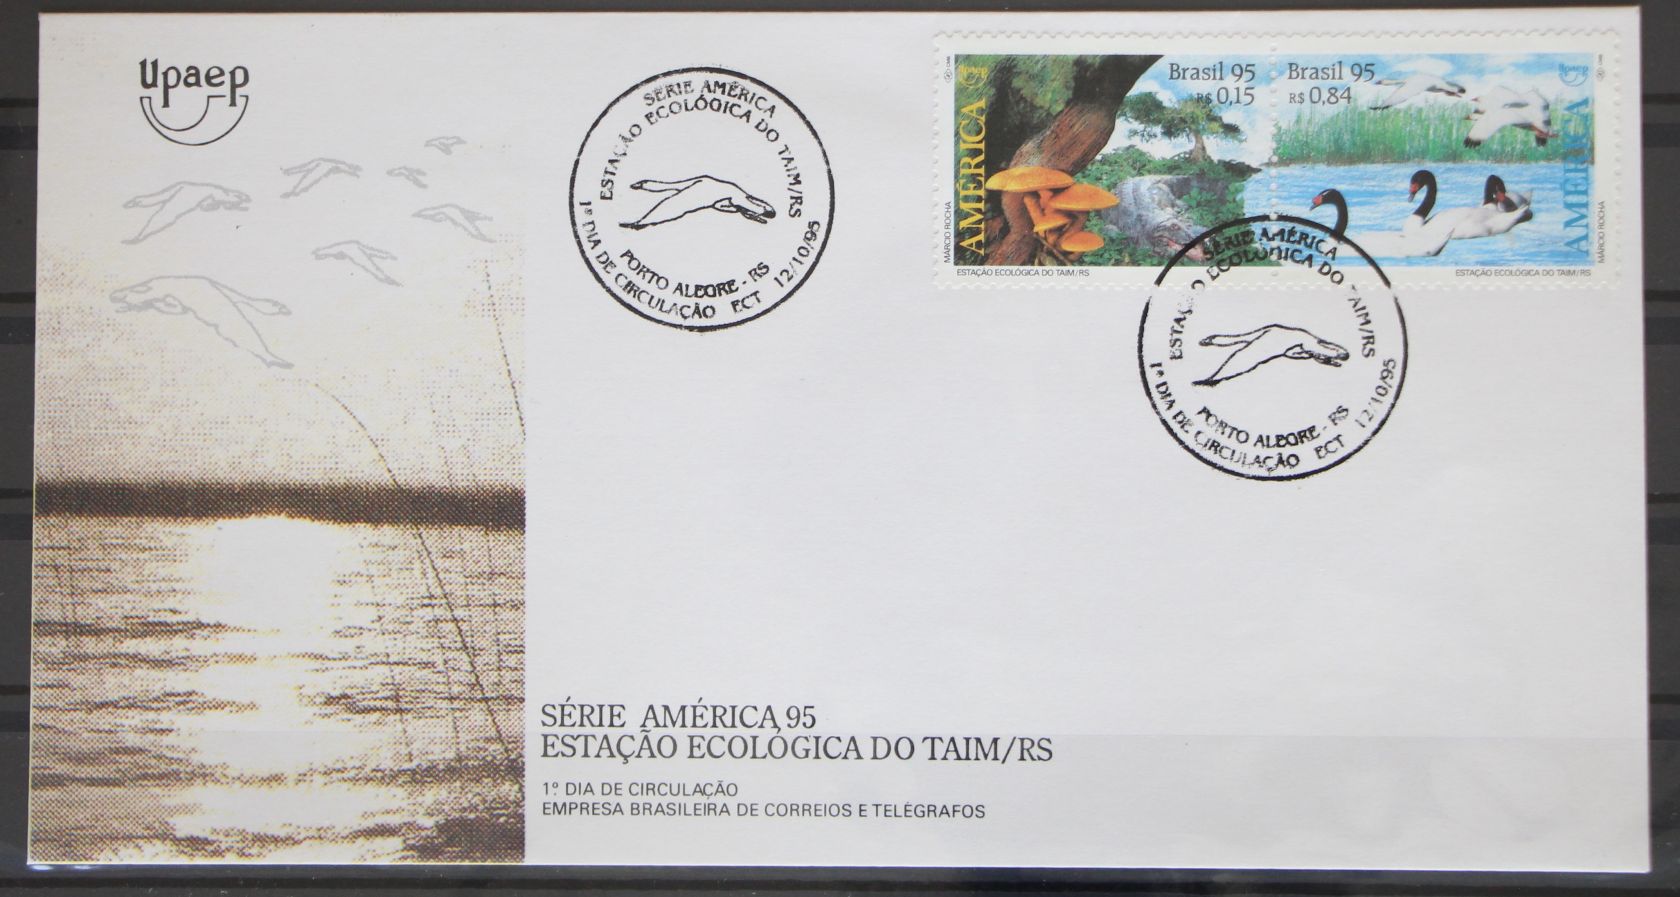 Upaep
SÉRIE AMÉRICA
ESTAÇÃO ECOLÓGICA DO TAIM/RS
PORTO ALEGRE - RS
1º DIA DE CIRCULAÇÃO ECT 12/10/95
Upaep
AMÉRICA
Brasil 95
R$ 0,15
MÁRCIO ROCHA
ESTAÇÃO ECOLÓGICA DO TAIM/RS
Brasil 95
R$ 0,84
Upaep
AMÉRICA
MÁRCIO ROCHA
ESTAÇÃO ECOLÓGICA DO TAIM/RS
SÉRIE AMÉRICA
ESTAÇÃO ECOLÓGICA DO TAIM/RS
PORTO ALEGRE - RS
1º DIA DE CIRCULAÇÃO ECT 12/10/95
SÉRIE AMÉRICA 95
ESTAÇÃO ECOLÓGICA DO TAIM/RS
1º DIA DE CIRCULAÇÃO
EMPRESA BRASILEIRA DE CORREIOS E TELÉGRAFOS